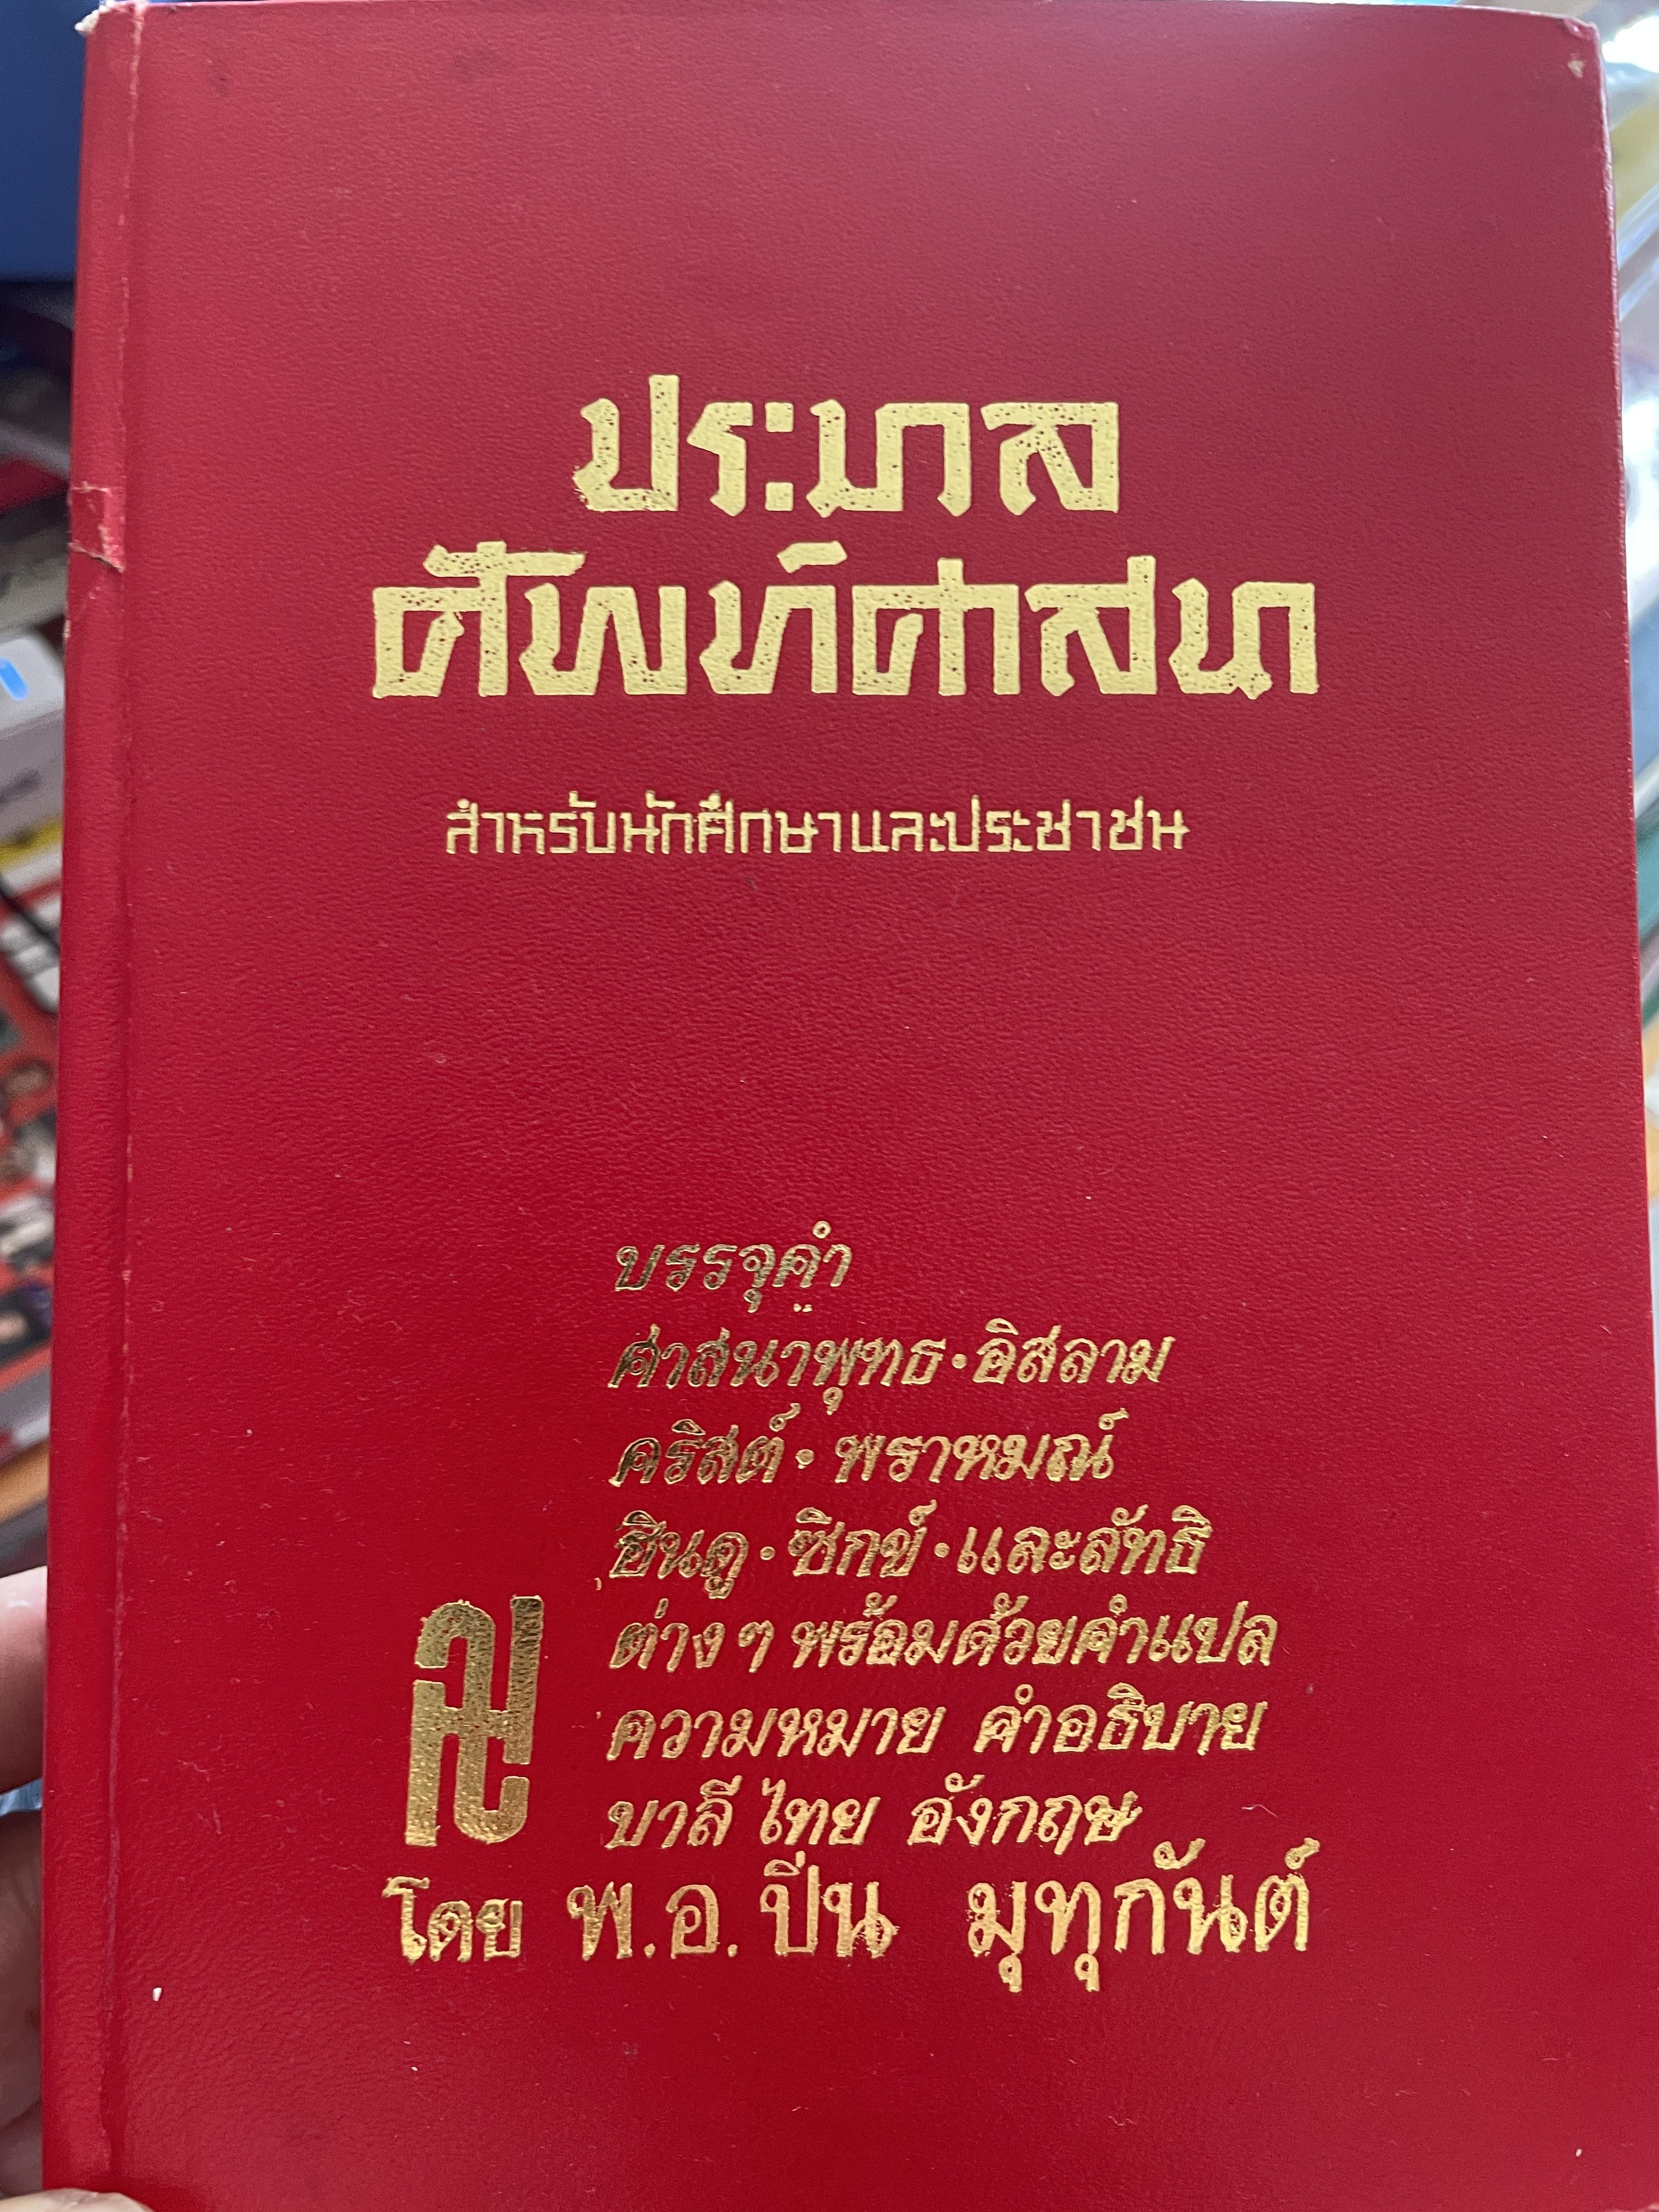 ประมวล
ศัพท์ศาสนา
สำหรับนักศึกษาและประชาชน
บรรจุคำ
ศาสนาพุทธ·อิสลาม
คริสต์·พราหมณ์
ฮินดู·ซิกข์·และลัทธิ
ต่างๆ พร้อมด้วยคำแปล
ความหมาย คำอธิบาย
บาลี ไทย อังกฤษ
โดย พ.อ. ปิ่น มุทุกันต์